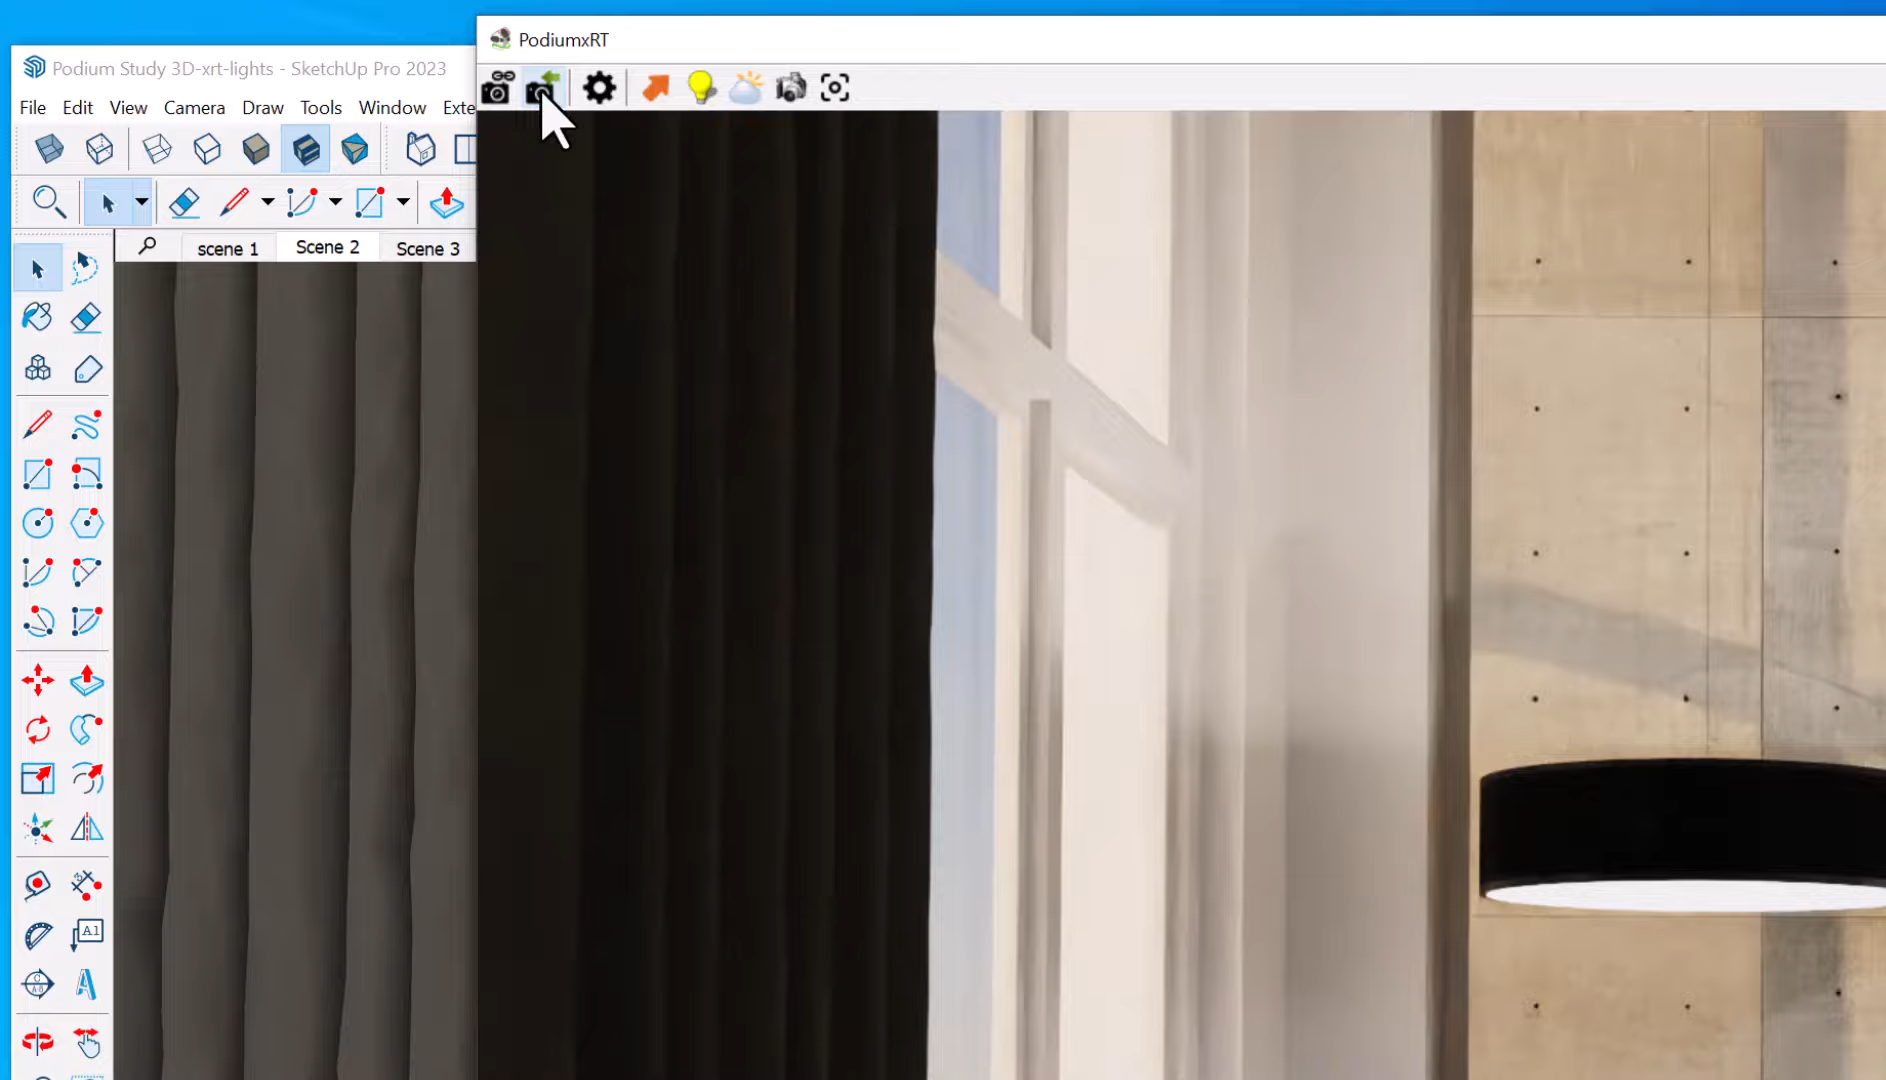 PodiumxRT
Podium Study 3D-xrt-lights - SketchUp Pro 2023
File Edit View Camera Draw Tools Window Exte
scene 1 Scene 2 Scene 3
A1